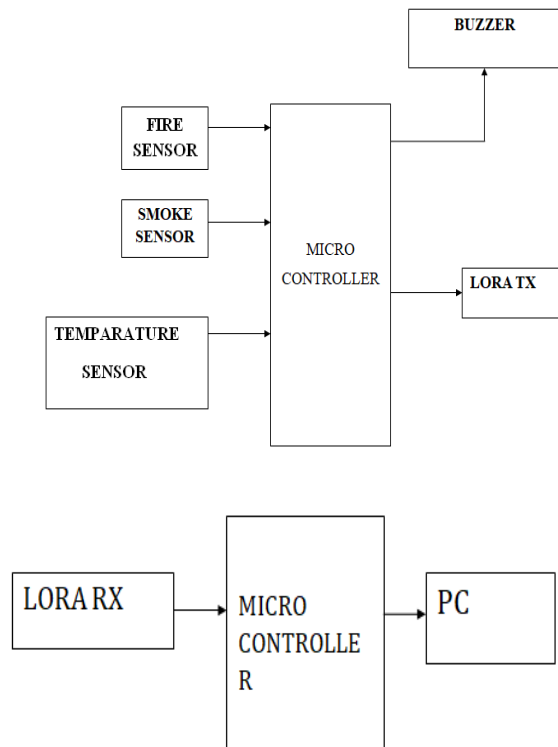 BUZZER
FIRE
SENSOR
SMOKE
SENSOR
MICRO
CONTROLLER
LORA TX
TEMPARATURE
SENSOR
LORA RX
MICRO
CONTROLLE
R
PC